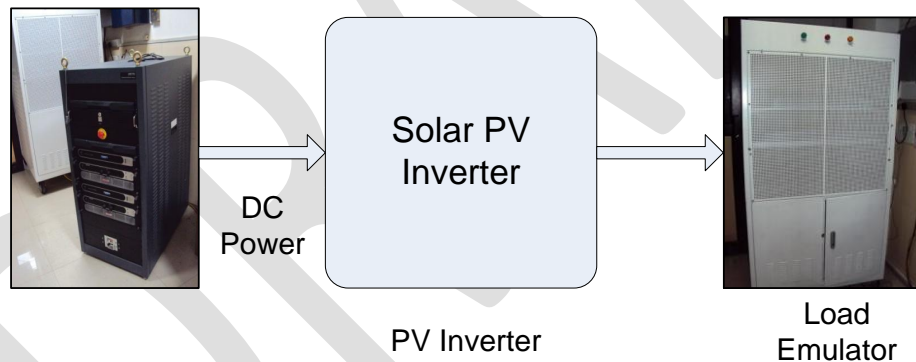 Solar PV
Inverter
DC
Power
PV Inverter
Load
Emulator